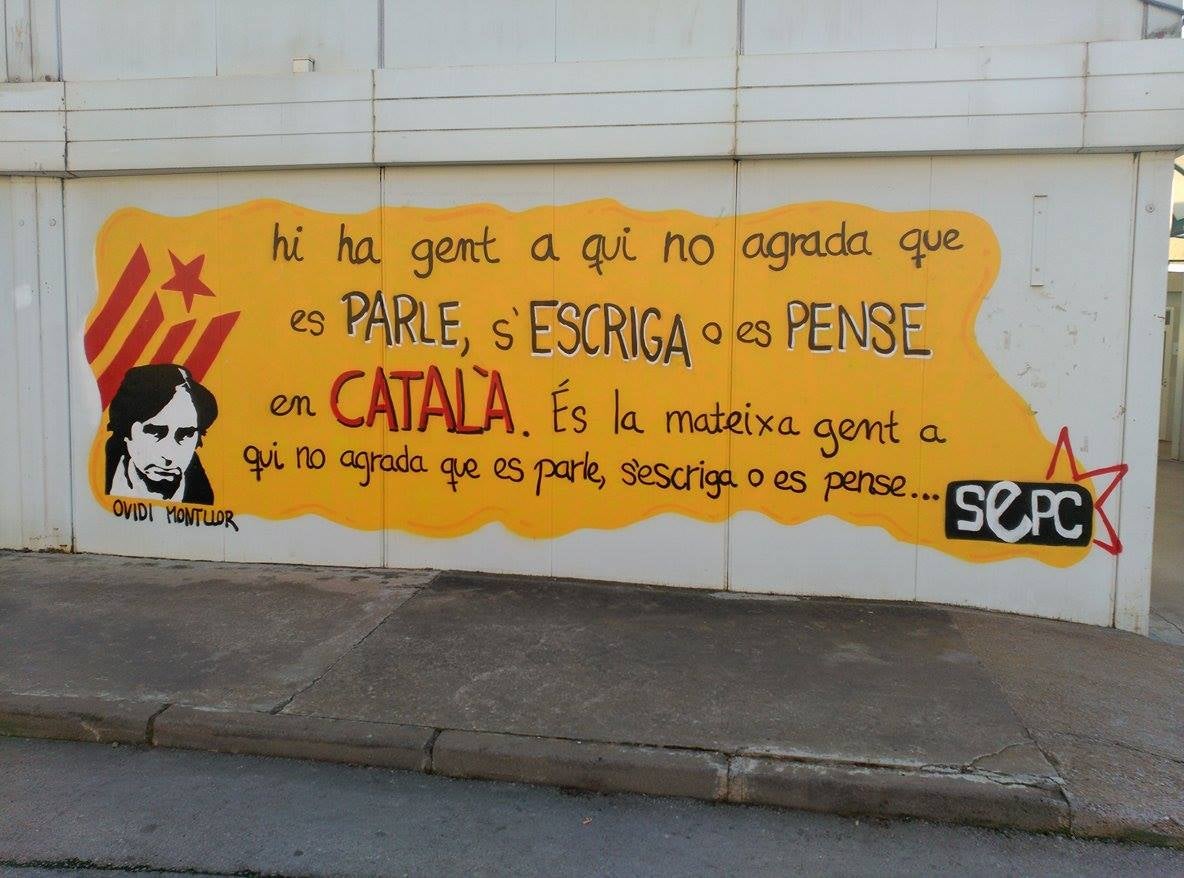 hi ha gent a qui no agrada que
es PARLE, s'ESCRIGA o es PENSE
en CATALÀ. És la mateixa gent a
qui no agrada que es parle, s'escriga o es pense...
OVIDI MONTLLOR
SePC